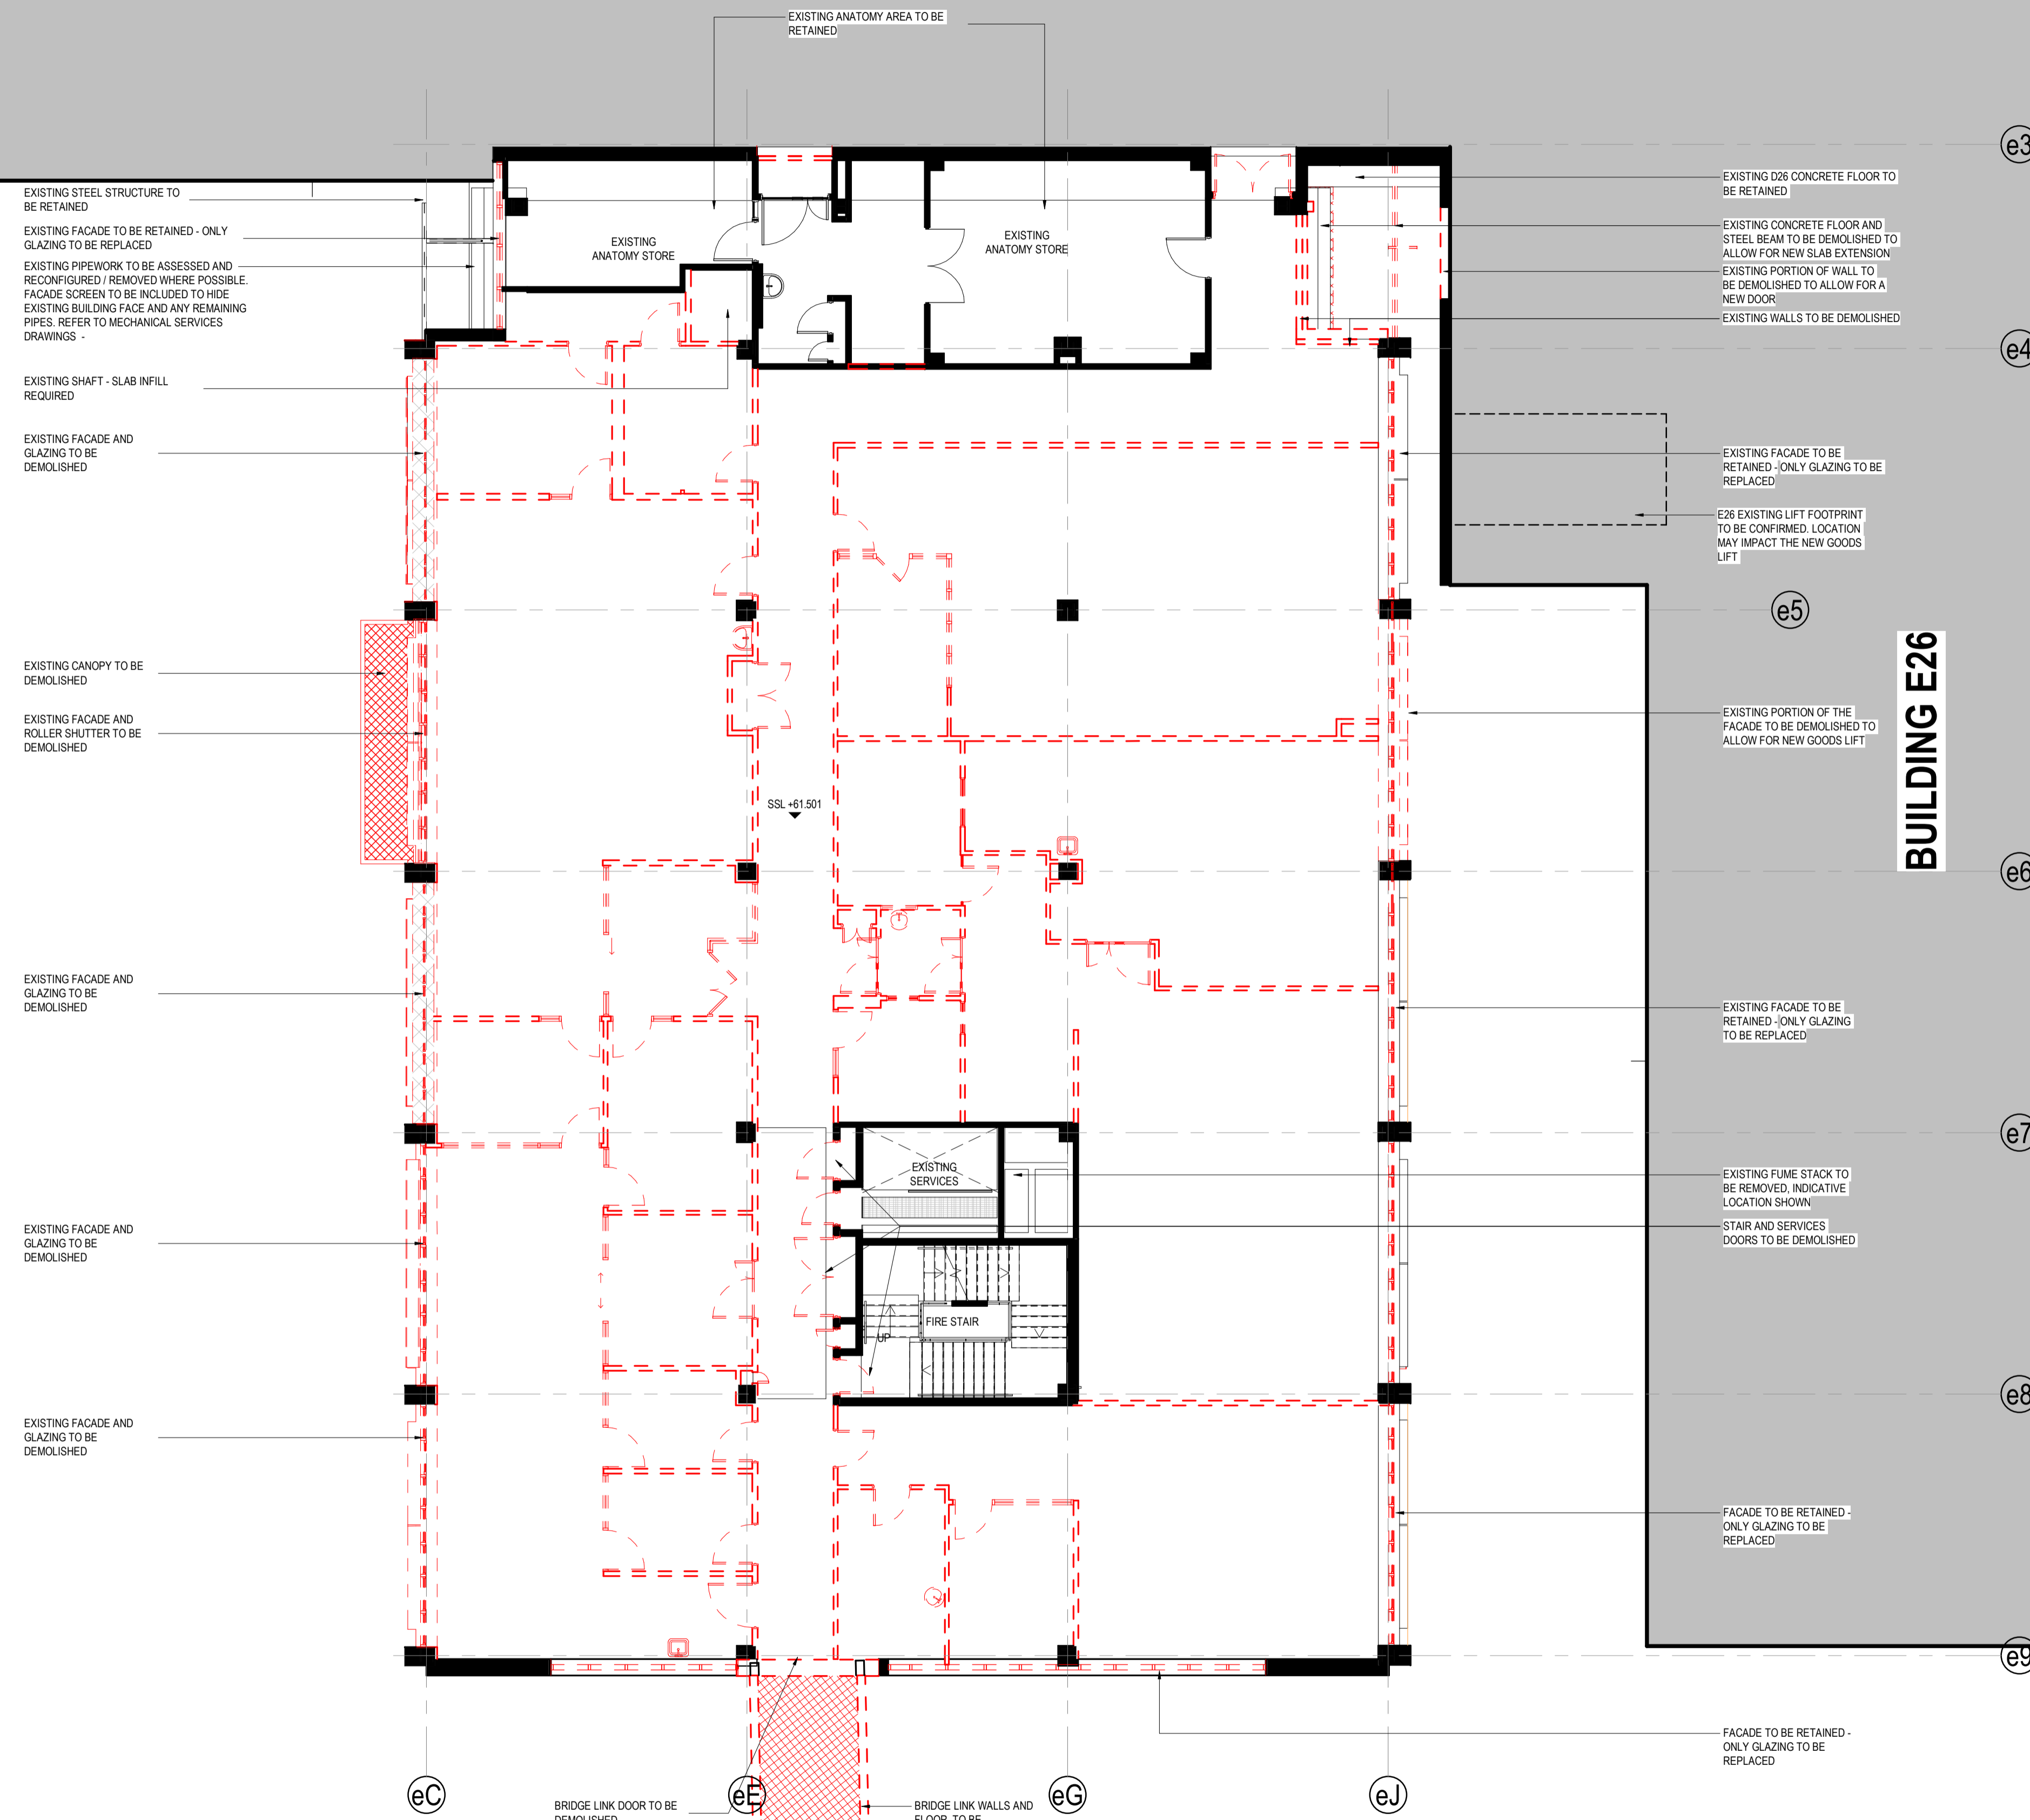 EXISTING ANATOMY AREA TO BE
RETAINED
e3
EXISTING STEEL STRUCTURE TO
BE RETAINED
EXISTING FACADE TO BE RETAINED - ONLY
GLAZING TO BE REPLACED
EXISTING PIPEWORK TO BE ASSESSED AND
RECONFIGURED / REMOVED WHERE POSSIBLE.
FACADE SCREEN TO BE INCLUDED TO HIDE
EXISTING BUILDING FACE AND ANY REMAINING
PIPES. REFER TO MECHANICAL SERVICES
DRAWINGS -
EXISTING SHAFT - SLAB INFILL
REQUIRED
EXISTING FACADE AND
GLAZING TO BE
DEMOLISHED
EXISTING CANOPY TO BE
DEMOLISHED
EXISTING FACADE AND
ROLLER SHUTTER TO BE
DEMOLISHED
EXISTING FACADE AND
GLAZING TO BE
DEMOLISHED
EXISTING FACADE AND
GLAZING TO BE
DEMOLISHED
EXISTING FACADE AND
GLAZING TO BE
DEMOLISHED
EXISTING
ANATOMY STORE
EXISTING
ANATOMY STORE
SSL +61.501
EXISTING
SERVICES
FIRE STAIR
UP
EXISTING D26 CONCRETE FLOOR TO
BE RETAINED
EXISTING CONCRETE FLOOR AND
STEEL BEAM TO BE DEMOLISHED TO
ALLOW FOR NEW SLAB EXTENSION
EXISTING PORTION OF WALL TO
BE DEMOLISHED TO ALLOW FOR A
NEW DOOR
EXISTING WALLS TO BE DEMOLISHED
e4
EXISTING FACADE TO BE
RETAINED - ONLY GLAZING TO BE
REPLACED
E26 EXISTING LIFT FOOTPRINT
TO BE CONFIRMED. LOCATION
MAY IMPACT THE NEW GOODS
LIFT
e5
BUILDING E26
EXISTING PORTION OF THE
FACADE TO BE DEMOLISHED TO
ALLOW FOR NEW GOODS LIFT
e6
EXISTING FACADE TO BE
RETAINED - ONLY GLAZING
TO BE REPLACED
e7
EXISTING FUME STACK TO
BE REMOVED, INDICATIVE
LOCATION SHOWN
STAIR AND SERVICES
DOORS TO BE DEMOLISHED
e8
FACADE TO BE RETAINED -
ONLY GLAZING TO BE
REPLACED
e9
FACADE TO BE RETAINED -
ONLY GLAZING TO BE
REPLACED
eC
eE
eG
eJ
BRIDGE LINK DOOR TO BE
DEMOLISHED
BRIDGE LINK WALLS AND
FLOOR TO BE